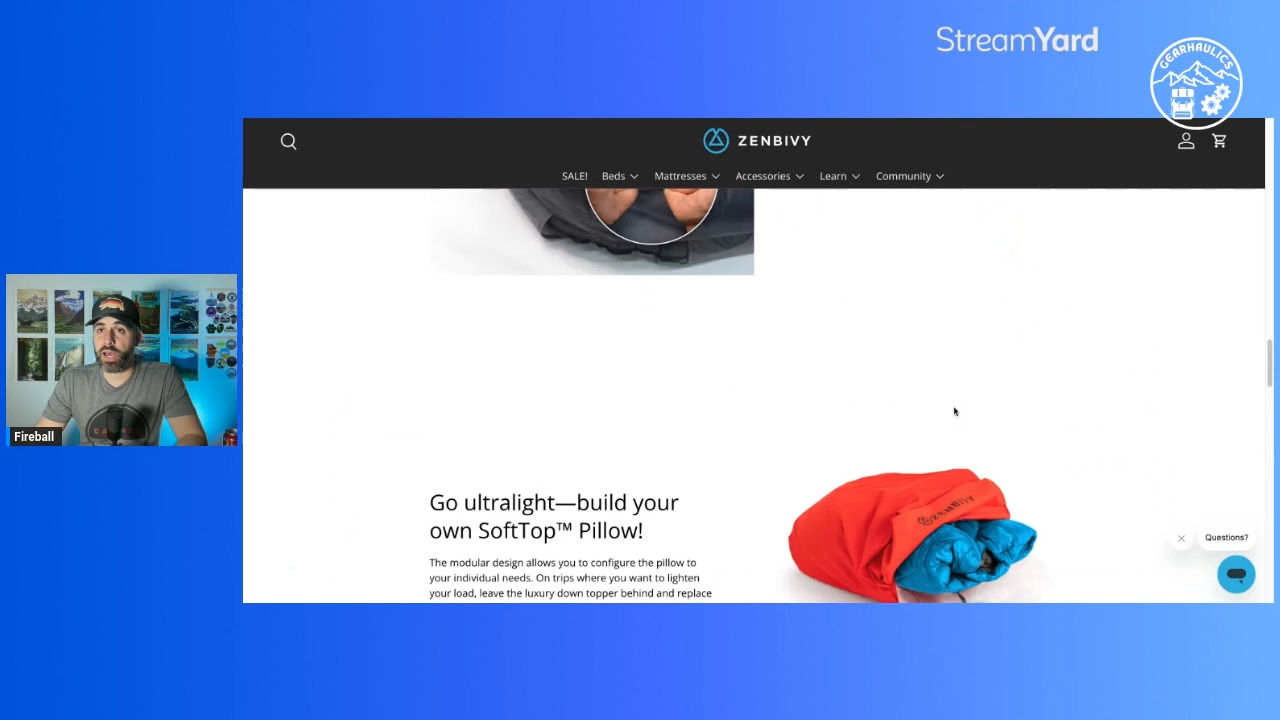 StreamYard
GEARHAULICS
ZENBIVY
SALE! Beds Mattresses Accessories Learn Community
Go ultralight—build your
own SoftTop™ Pillow!
The modular design allows you to configure the pillow to
your individual needs. On trips where you want to lighten
your load, leave the luxury down topper behind and replace
ZENBIVY
Questions?
Fireball